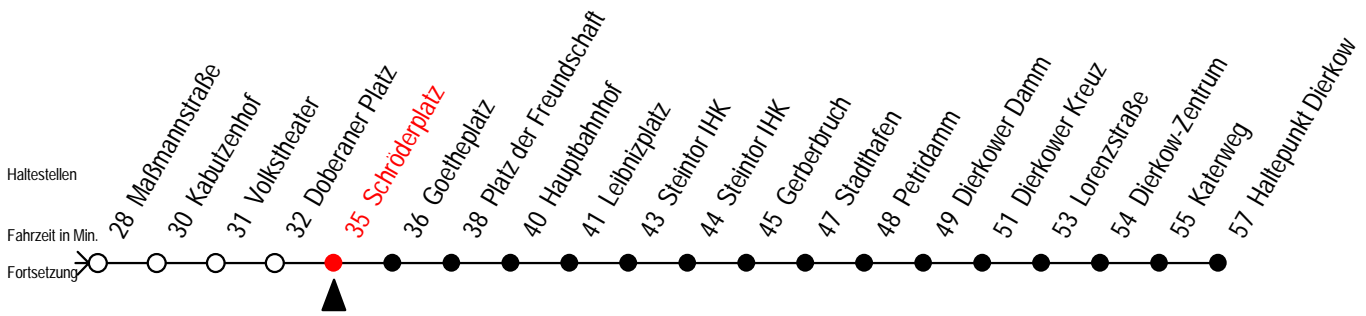 28 Maßmannstraße
30 Kabutzenhof
31 Volkstheater
32 Doberaner Platz
35 Schröderplatz
36 Goetheplatz
38 Platz der Freundschaft
40 Hauptbahnhof
41 Leibnizplatz
43 Steintor IHK
44 Steintor IHK
45 Gerberbruch
47 Stadthafen
48 Petridamm
49 Dierkower Damm
51 Dierkower Kreuz
53 Lorenzstraße
54 Dierkow-Zentrum
55 Katerweg
57 Haltepunkt Dierkow
Haltestellen
Fahrzeit in Min.
Fortsetzung